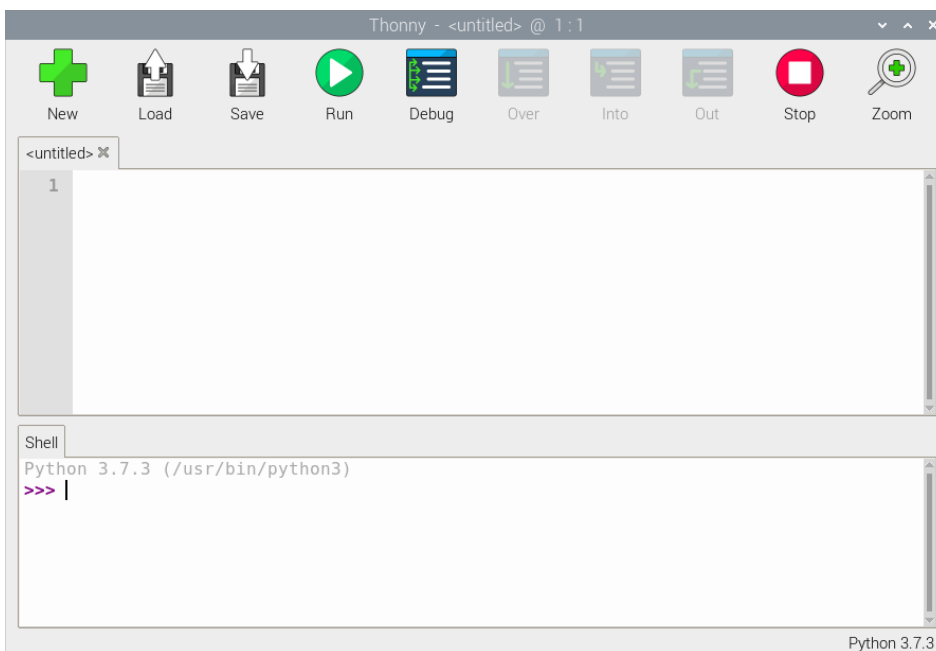 Thonny - <untitled> @ 1:1
New Load Save Run Debug Over Into Out Stop Zoom
<untitled>
1
Shell
Python 3.7.3 (/usr/bin/python3)
>>>
Python 3.7.3